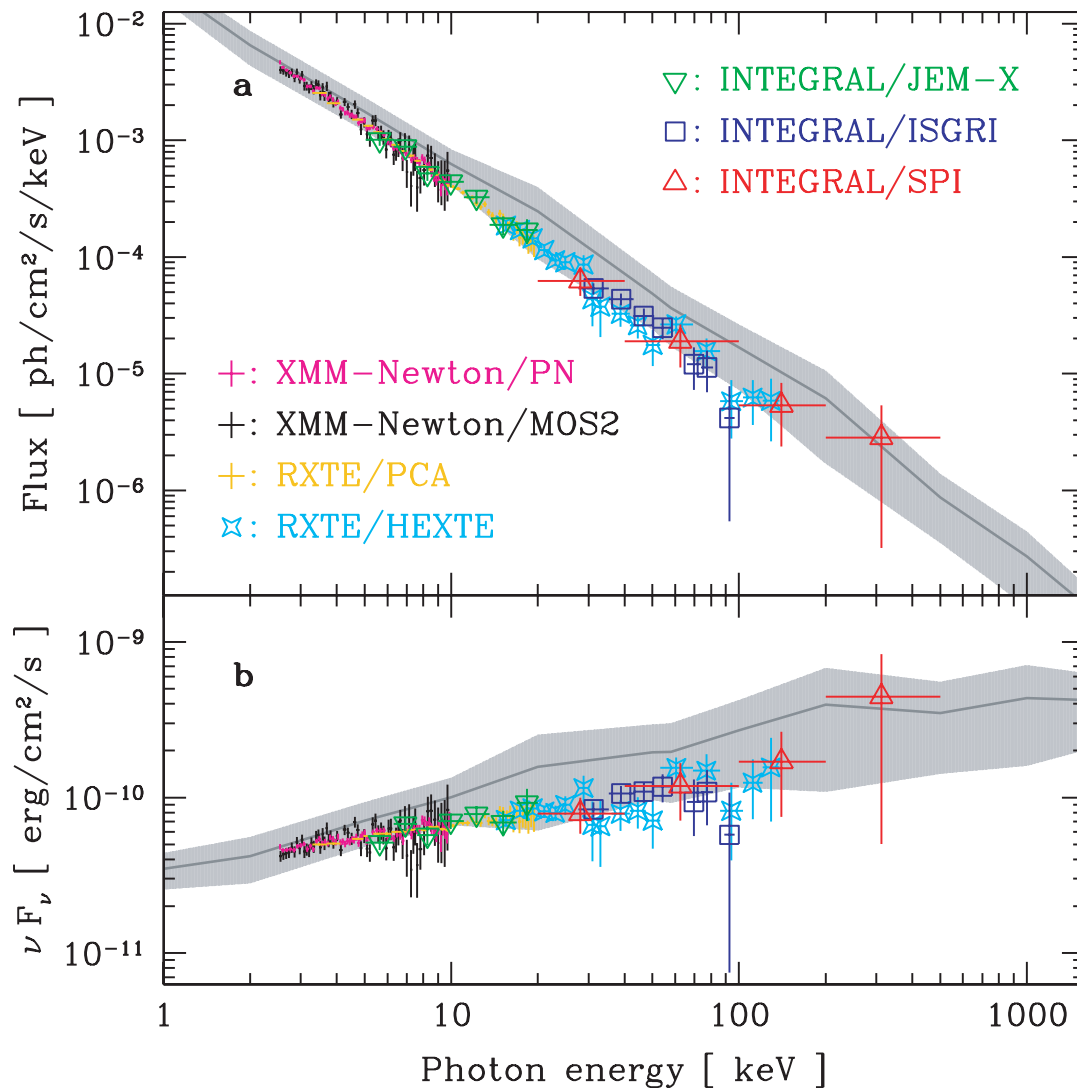 a
▽: INTEGRAL/JEM-X
□: INTEGRAL/ISGRI
△: INTEGRAL/SPI
+: XMM-Newton/PN
+: XMM-Newton/MOS2
+: RXTE/PCA
✧: RXTE/HEXTE
Flux [ ph/cm²/s/keV ]
10⁻²
10⁻³
10⁻⁴
10⁻⁵
10⁻⁶
b
νFᵥ [ erg/cm²/s ]
10⁻⁹
10⁻¹⁰
10⁻¹¹
1 10 100 1000
Photon energy [ keV ]